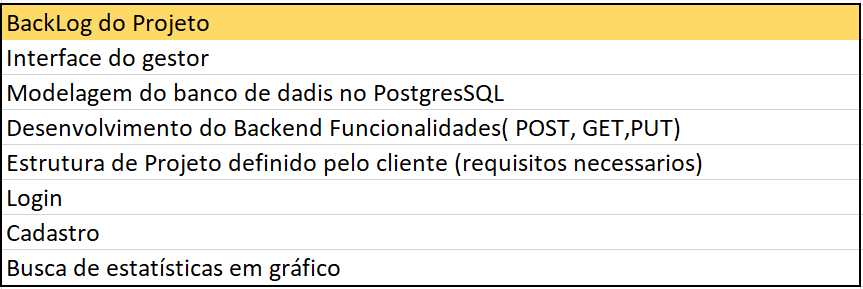 BackLog do Projeto
Interface do gestor
Modelagem do banco de dadis no PostgresSQL
Desenvolvimento do Backend Funcionalidades( POST, GET,PUT)
Estrutura de Projeto definido pelo cliente (requisitos necessarios)
Login
Cadastro
Busca de estatísticas em gráfico